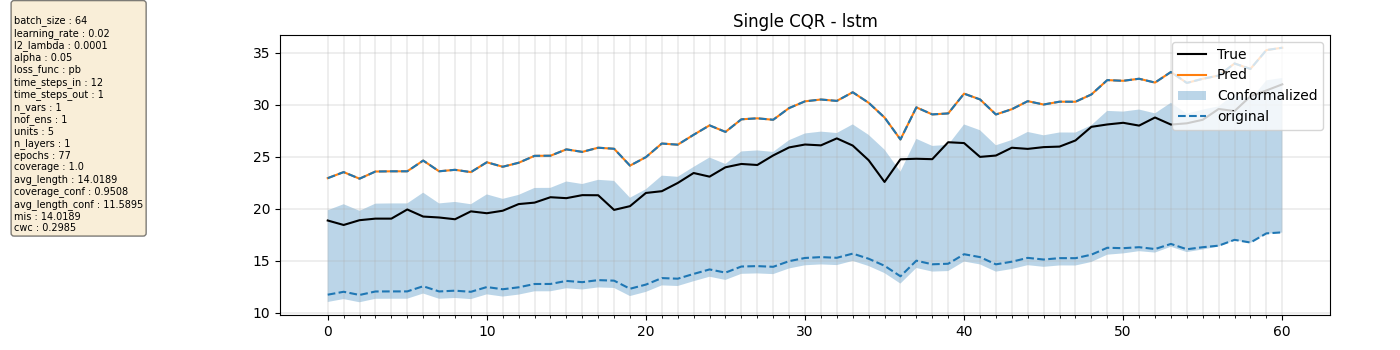 batch_size : 64
learning_rate : 0.02
l2_lambda : 0.0001
alpha : 0.05
loss_func : pb
time_steps_in : 12
time_steps_out : 1
n_vars : 1
nof_ens : 1
units : 5
n_layers : 1
epochs : 77
coverage : 1.0
avg_length : 14.0189
coverage_conf : 0.9508
avg_length_conf : 11.5895
mis : 14.0189
cwc : 0.2985
Single CQR - lstm
35
30
25
20
15
10
True
Pred
Conformalized
original
0 10 20 30 40 50 60